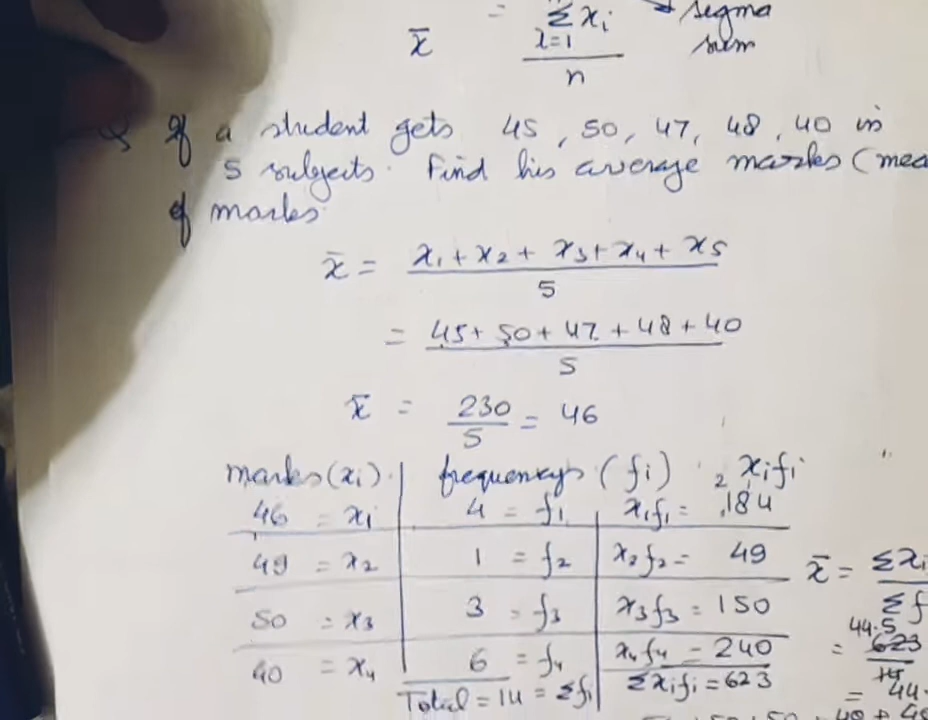 x̄ = Σxᵢ → sigma
i=1 sum
n
Q If a student gets 45, 50, 47, 48, 40 in
5 subjects. Find his average marks (mea
of marks.
x̄ = x₁ + x₂ + x₃ + x₄ + x₅
5
= 45 + 50 + 47 + 48 + 40
5
x̄ = 230 = 46
5
marks (xᵢ) frequencys (fᵢ) xᵢfᵢ
46 = x₁ 4 = f₁ x₁f₁ = 184
49 = x₂ 1 = f₂ x₂f₂ = 49
x̄ = Σxᵢ
Σf
50 = x₃ 3 = f₃ x₃f₃ = 150
44.5
40 = x₄ 6 = f₄ x₄f₄ = 240
= 623
14
Total = 14 = Σfᵢ Σxᵢfᵢ = 623
= 44.